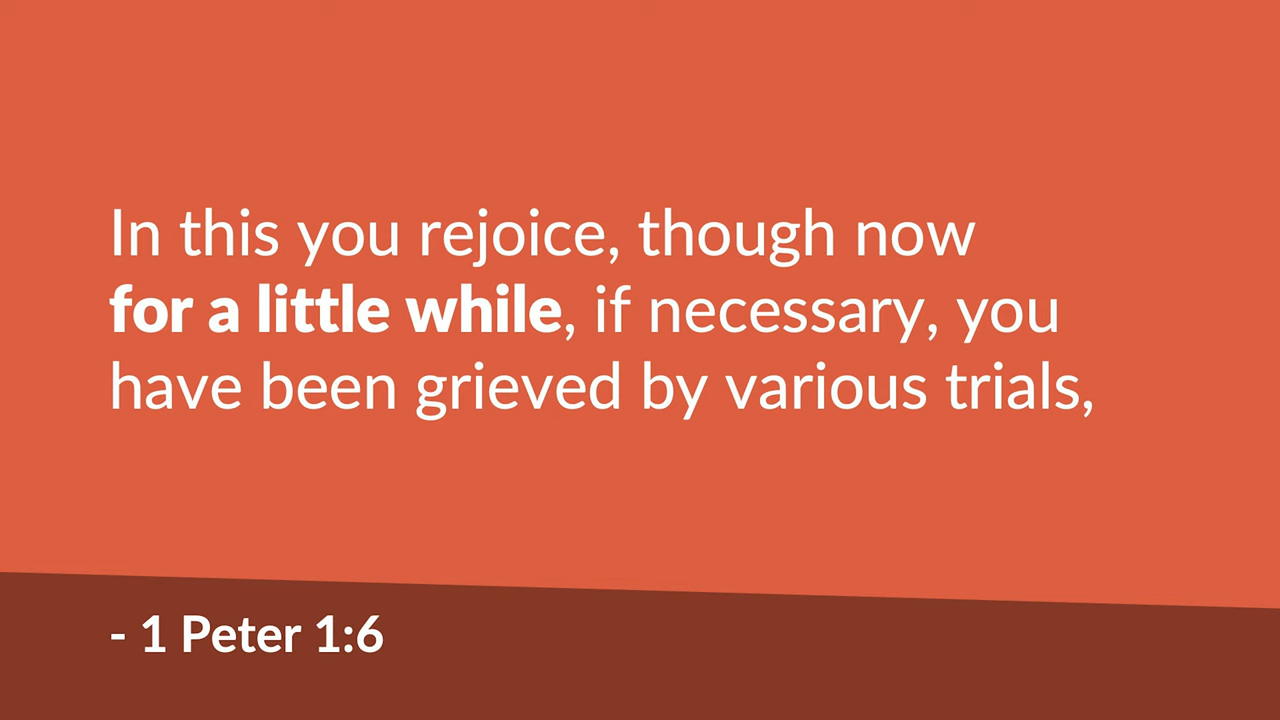 In this you rejoice, though now
for a little while, if necessary, you
have been grieved by various trials,
- 1 Peter 1:6